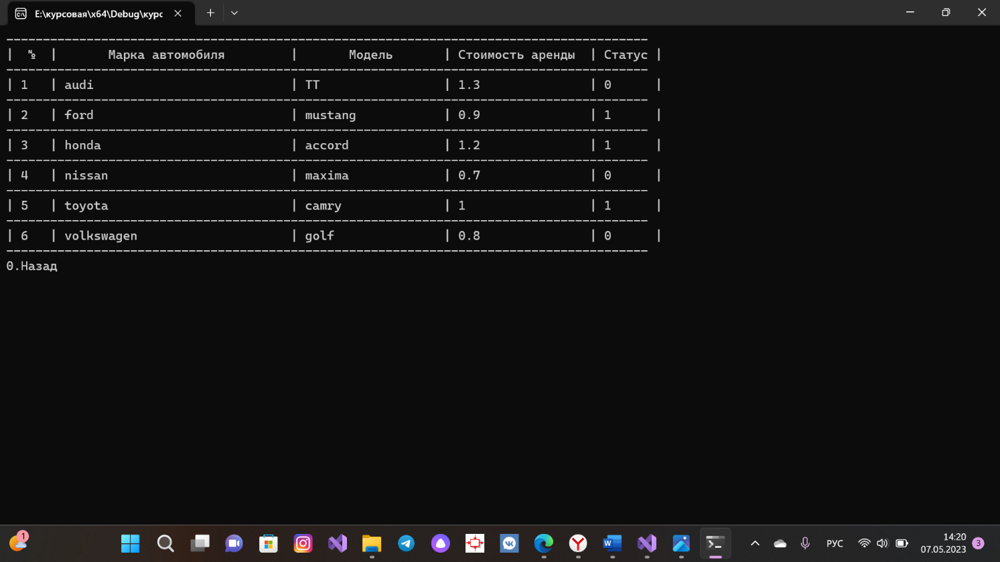 E:\курсовая\x64\Debug\курс
| № | Марка автомобиля | Модель | Стоимость аренды | Статус |
| 1 | audi | TT | 1.3 | 0 |
| 2 | ford | mustang | 0.9 | 1 |
| 3 | honda | accord | 1.2 | 1 |
| 4 | nissan | maxima | 0.7 | 0 |
| 5 | toyota | camry | 1 | 1 |
| 6 | volkswagen | golf | 0.8 | 0 |
0.Назад
1
РУС
14:20
07.05.2023
3